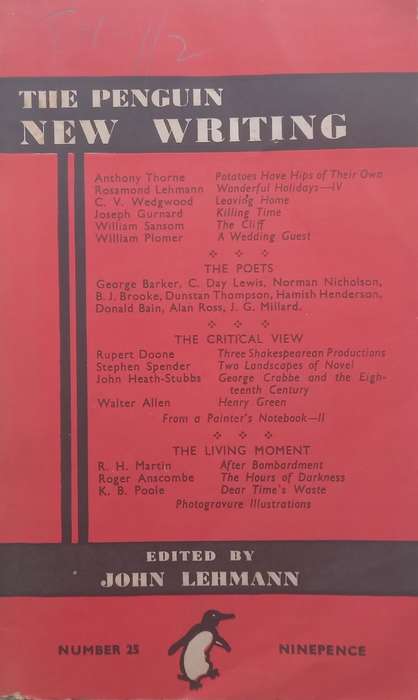 THE PENGUIN
NEW WRITING
Anthony Thorne Potatoes Have Hips of Their Own
Rosamond Lehmann Wonderful Holidays—IV
C. V. Wedgwood Leaving Home
Joseph Gurnard Killing Time
William Sansom The Cliff
William Plomer A Wedding Guest
THE POETS
George Barker, C. Day Lewis, Norman Nicholson,
B. J. Brooke, Dunstan Thompson, Hamish Henderson,
Donald Bain, Alan Ross, J. G. Millard.
THE CRITICAL VIEW
Rupert Doone Three Shakespearean Productions
Stephen Spender Two Landscapes of Novel
John Heath-Stubbs George Crabbe and the Eigh-
teenth Century
Walter Allen Henry Green
From a Painter's Notebook—II
THE LIVING MOMENT
R. H. Martin After Bombardment
Roger Anscombe The Hours of Darkness
K. B. Poole Dear Time's Waste
Photogravure Illustrations
EDITED BY
JOHN LEHMANN
NUMBER 25 NINEPENCE